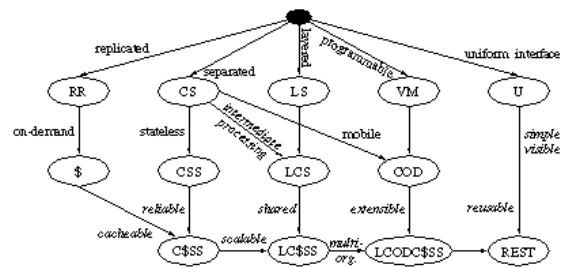 replicated
separated
layered
programmable
uniform interface
RR
CS
LS
VM
U
on-demand
stateless
intermediate
processing
mobile
simple
visible
$
CSS
LCS
COD
cacheable
reliable
shared
extensible
reusable
C$SS
scalable
LC$SS
multi-
org.
LCODC$SS
REST